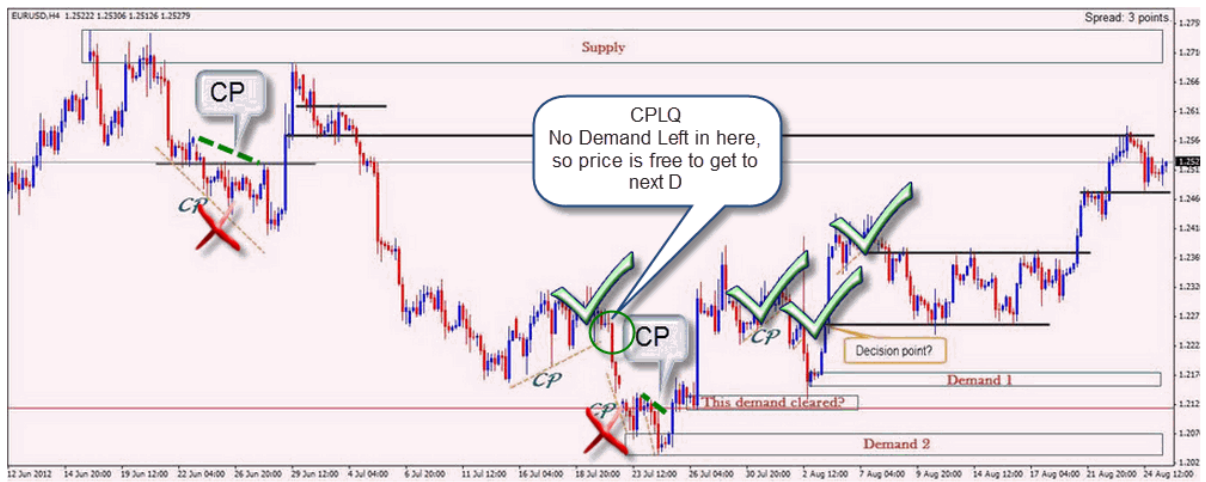 EURUSD,H4 1.25222 1.25306 1.25126 1.25279
Spread: 3 points.
Supply
CP
CPLQ
No Demand Left in here,
so price is free to get to
next D
CP
CP
CP
CP
CP
Decision point?
Demand 1
This demand cleared?
Demand 2
1.2795
1.2710
1.266
1.261
1.256
1.252
1.251
1.246
1.241
1.236
1.232
1.227
1.222
1.217
1.212
1.207
1.202
12 Jun 2012 14 Jun 20:00 19 Jun 12:00 22 Jun 04:00 26 Jun 20:00 29 Jun 12:00 4 Jul 04:00 6 Jul 20:00 11 Jul 12:00 16 Jul 04:00 18 Jul 20:00 23 Jul 12:00 26 Jul 04:00 30 Jul 20:00 2 Aug 12:00 7 Aug 04:00 9 Aug 20:00 14 Aug 12:00 17 Aug 04:00 21 Aug 20:00 24 Aug 12:00